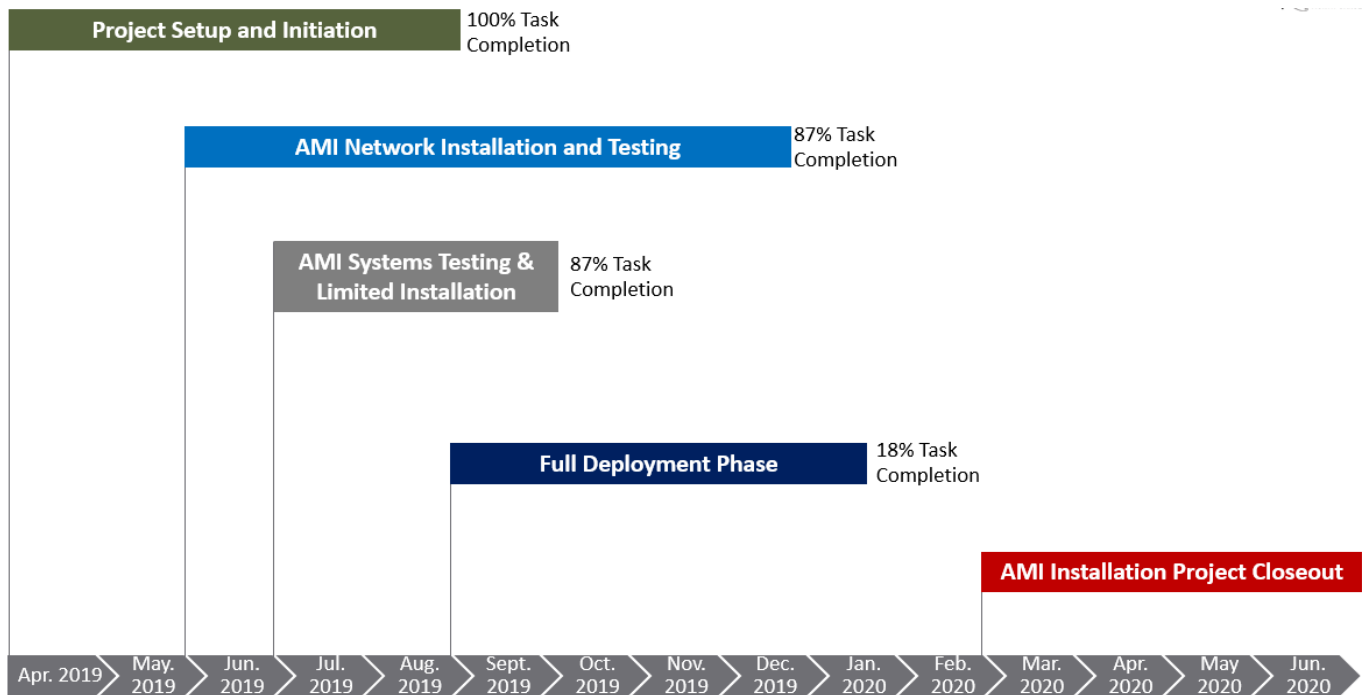 Project Setup and Initiation
100% Task
Completion
AMI Network Installation and Testing
87% Task
Completion
AMI Systems Testing &
Limited Installation
87% Task
Completion
Full Deployment Phase
18% Task
Completion
AMI Installation Project Closeout
Apr. 2019
May.
2019
Jun.
2019
Jul.
2019
Aug.
2019
Sept.
2019
Oct.
2019
Nov.
2019
Dec.
2019
Jan.
2020
Feb.
2020
Mar.
2020
Apr.
2020
May
2020
Jun.
2020